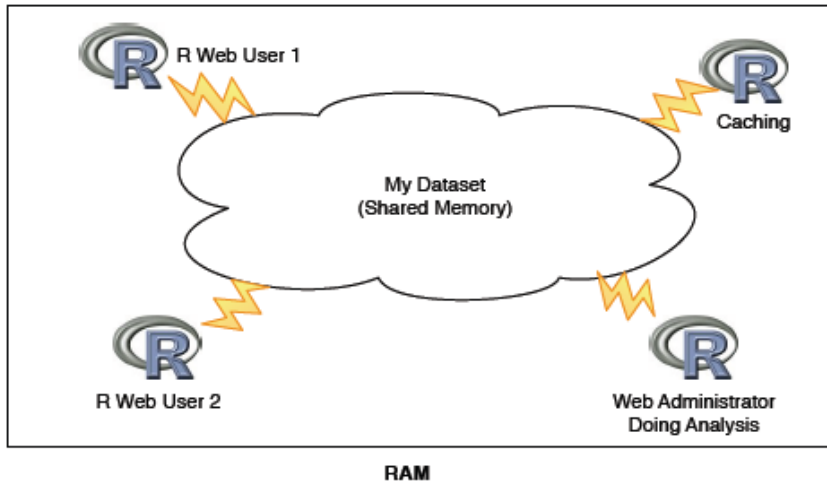 R
R Web User 1
R
Caching
My Dataset
(Shared Memory)
R
R Web User 2
R
Web Administrator
Doing Analysis
RAM